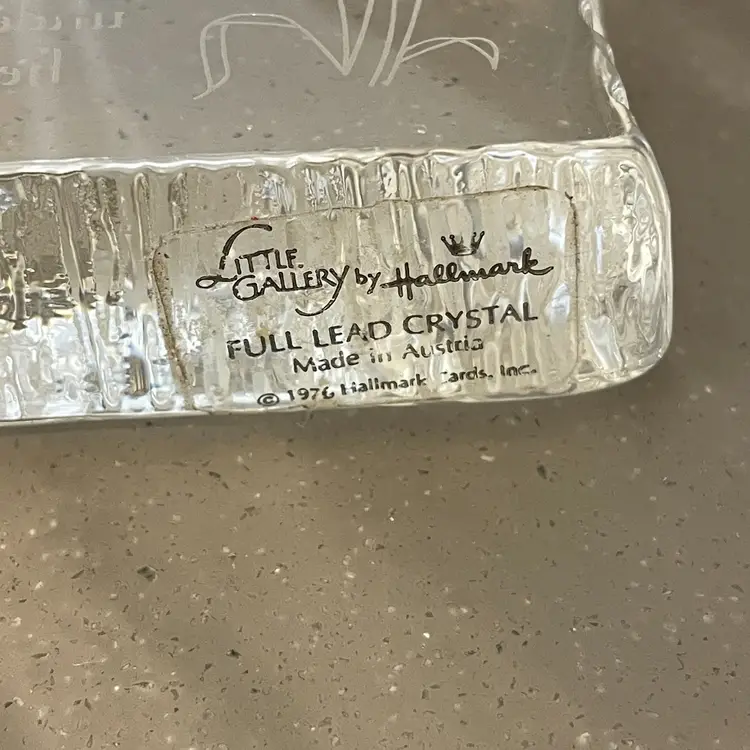 LITTLE GALLERY by Hallmark
FULL LEAD CRYSTAL
Made in Austria
© 1976 Hallmark Cards, Inc.